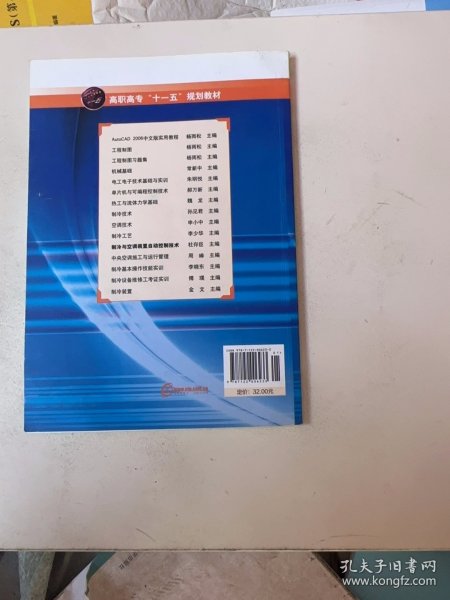 高职高专"十一五"规划教材
AutoCAD 2006中文版实用教程 杨雨松 主编
工程制图 杨雨松 主编
工程制图习题集 杨雨松 主编
机械基础 常新中 主编
电工电子技术基础与实训 朱明悦 主编
单片机与可编程控制技术 郝万新 主编
热工与流体力学基础 魏 龙 主编
制冷技术 孙见君 主编
空调技术 申小中 主编
制冷工艺 李少华 主编
制冷与空调装置自动控制技术 杜存臣 主编
中央空调施工与运行管理 周 主编
制冷基本操作技能实训 李晓东 主编
制冷设备维修工考证实训 傅 璞 主编
制冷装置 金 文 主编
www.cip.com.cn
定价：32.00元
孔夫子旧书网
www.kongfz.com